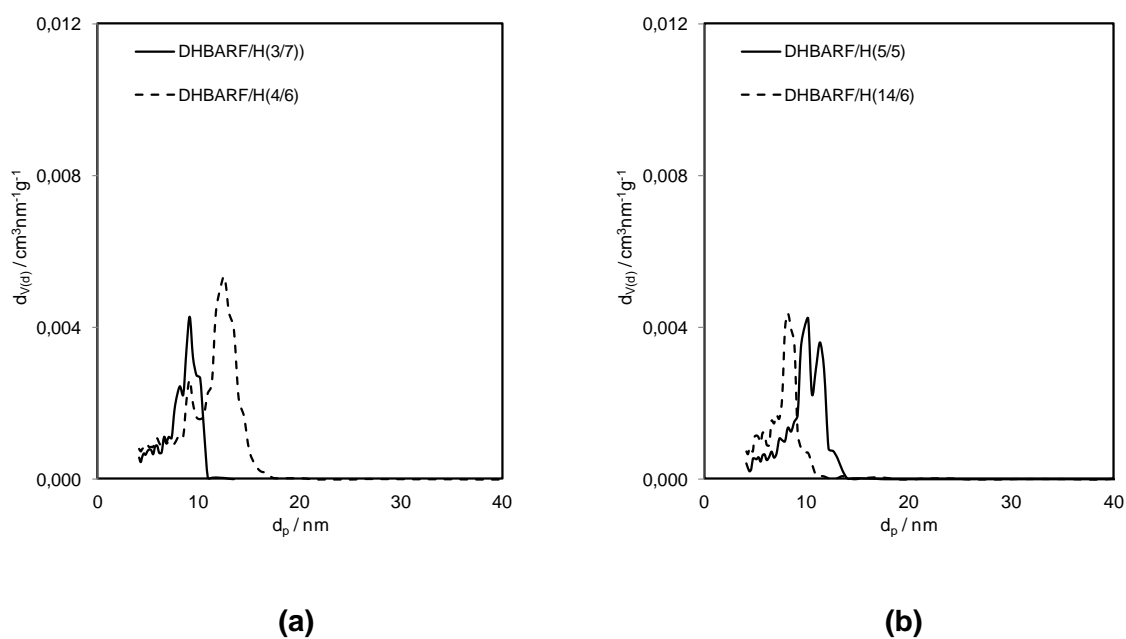 0,012
DHBARF/H(3/7))
DHBARF/H(4/6)
0,008
0,004
0,000
dV(d) / cm³nm-¹g-¹
0 10 20 30 40
dp / nm
(a)
0,012
DHBARF/H(5/5)
DHBARF/H(14/6)
0,008
0,004
0,000
dV(d) / cm³nm-¹g-¹
0 10 20 30 40
dp / nm
(b)